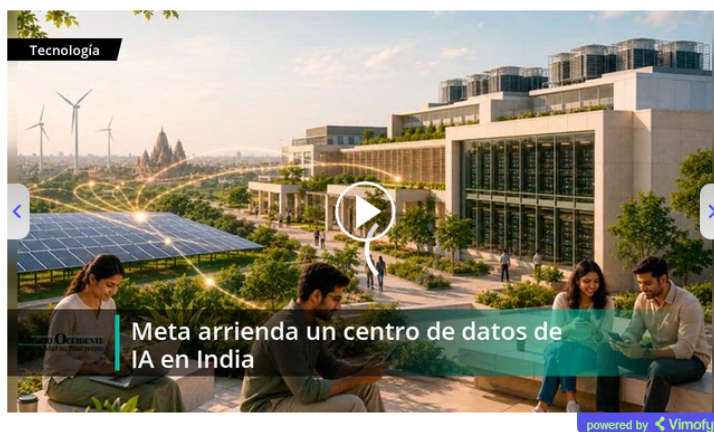 Tecnología
Meta arrienda un centro de datos de
IA en India
powered by Vimofy